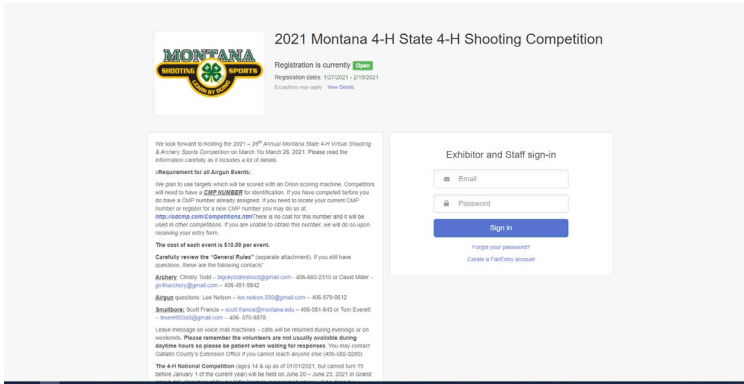 2021 Montana 4-H State 4-H Shooting Competition
MONTANA
SHOOTING SPORTS
LEARN BY DOING
Registration is currently Open
Registration dates: 1/27/2021 - 2/19/2021
Exceptions may apply View Details
We look forward to hosting the 2021 – 26th Annual Montana State 4-H Virtual Shooting
& Archery Sports Competition on March 1to March 26, 2021. Please read the
information carefully as it includes a lot of details.
Requirement for all Airgun Events:
We plan to use targets which will be scored with an Orion scoring machine. Competitors
will need to have a CMP NUMBER for identification. If you have competed before you
do have a CMP number already assigned. If you need to locate your current CMP
number or register for a new CMP number you may do so at:
http://odcmp.com/Competitions.htmThere is no cost for this number and it will be
used in other competitions. If you are unable to obtain this number, we will do so upon
receiving your entry form.
The cost of each event is $10.00 per event.
Carefully review the "General Rules" (separate attachment). If you still have
questions, these are the following contacts"
Archery: Christy Todd – bigskystateshoot@gmail.com - 406-660-2315 or David Miller -
gv4harchery@gmail.com – 406-451-9942
Airgun questions: Lee Nelson – lee.nelson.330@gmail.com – 406-579-0612
Smallbore: Scott Francis – scott.francis@montana.edu – 406-581-845 or Tom Everett
– teverett03a3@gmail.com – 406- 570-8878
Leave message on voice mail machines – calls will be returned during evenings or on
weekends. Please remember the volunteers are not usually available during
daytime hours so please be patient when waiting for responses. You may contact
Gallatin County's Extension Office if you cannot reach anyone else (406-582-3280).
The 4-H National Competition (ages 14 & up as of 01/01/2021, but cannot turn 19
before January 1 of the current year) will be held on June 20 – June 25, 2021 in Grand
Exhibitor and Staff sign-in
Email
Password
Sign in
Forgot your password?
Create a FairEntry account